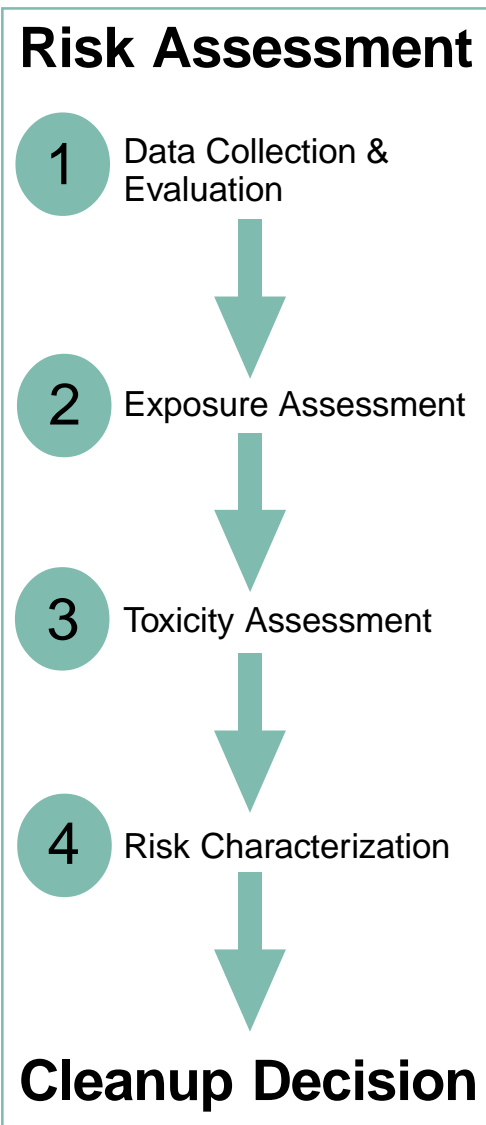 Risk Assessment
1
Data Collection &
Evaluation
2
Exposure Assessment
3
Toxicity Assessment
4
Risk Characterization
Cleanup Decision